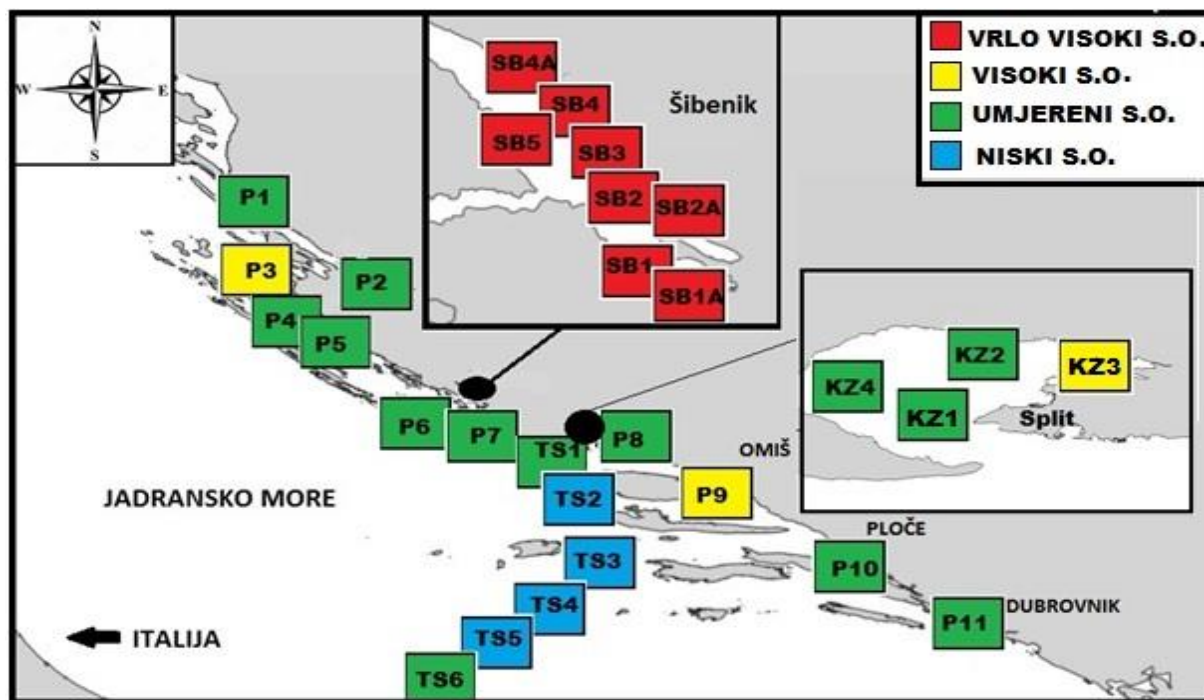 N
W
E
S
VRLO VISOKI S.O.
VISOKI S.O.
UMJERENI S.O.
NISKI S.O.
SB4A
SB4
Šibenik
SB5
SB3
SB2
SB2A
SB1
SB1A
P1
P3
P2
P4
P5
P6
P7
TS1
P8
OMIŠ
TS2
P9
JADRANSKO MORE
KZ2
KZ3
KZ4
KZ1
Split
PLOČE
TS3
P10
TS4
DUBROVNIK
P11
TS5
ITALIJA
TS6